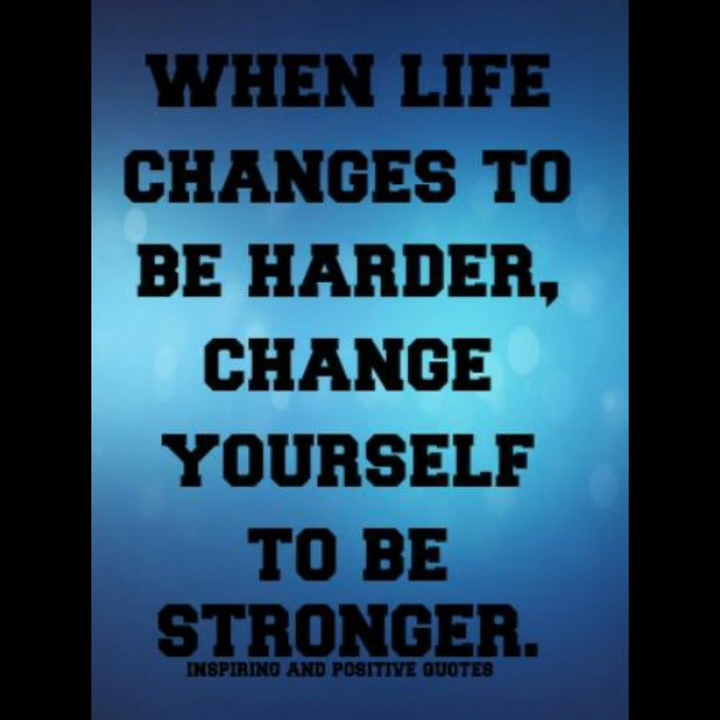 WHEN LIFE
CHANGES TO
BE HARDER,
CHANGE
YOURSELF
TO BE
STRONGER.
INSPIRING AND POSITIVE QUOTES